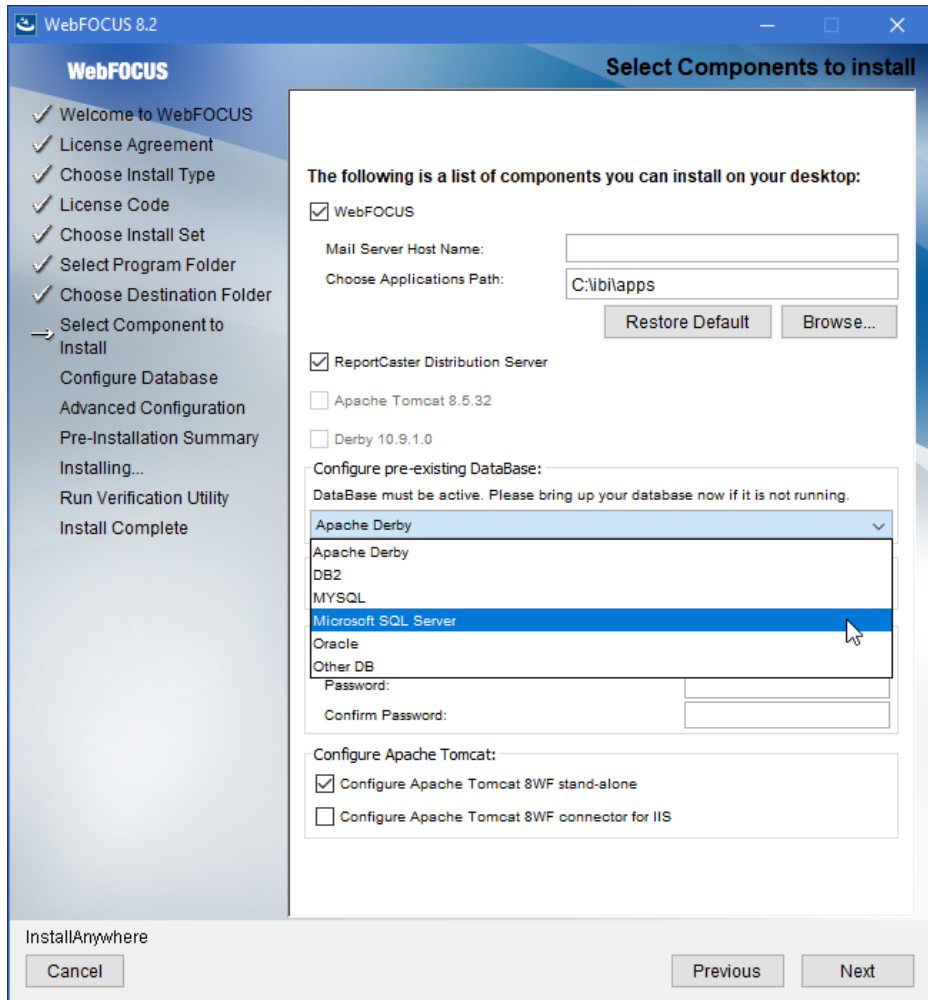 WebFOCUS 8.2
WebFOCUS
Select Components to install
Welcome to WebFOCUS
License Agreement
Choose Install Type
License Code
Choose Install Set
Select Program Folder
Choose Destination Folder
Select Component to
Install
Configure Database
Advanced Configuration
Pre-Installation Summary
Installing...
Run Verification Utility
Install Complete
The following is a list of components you can install on your desktop:
WebFOCUS
Mail Server Host Name:
Choose Applications Path:
C:\ibi\apps
Restore Default
Browse...
ReportCaster Distribution Server
Apache Tomcat 8.5.32
Derby 10.9.1.0
Configure pre-existing DataBase:
DataBase must be active. Please bring up your database now if it is not running.
Apache Derby
Apache Derby
DB2
MYSQL
Microsoft SQL Server
Oracle
Other DB
Password:
Confirm Password:
Configure Apache Tomcat:
Configure Apache Tomcat 8WF stand-alone
Configure Apache Tomcat 8WF connector for IIS
InstallAnywhere
Cancel
Previous
Next